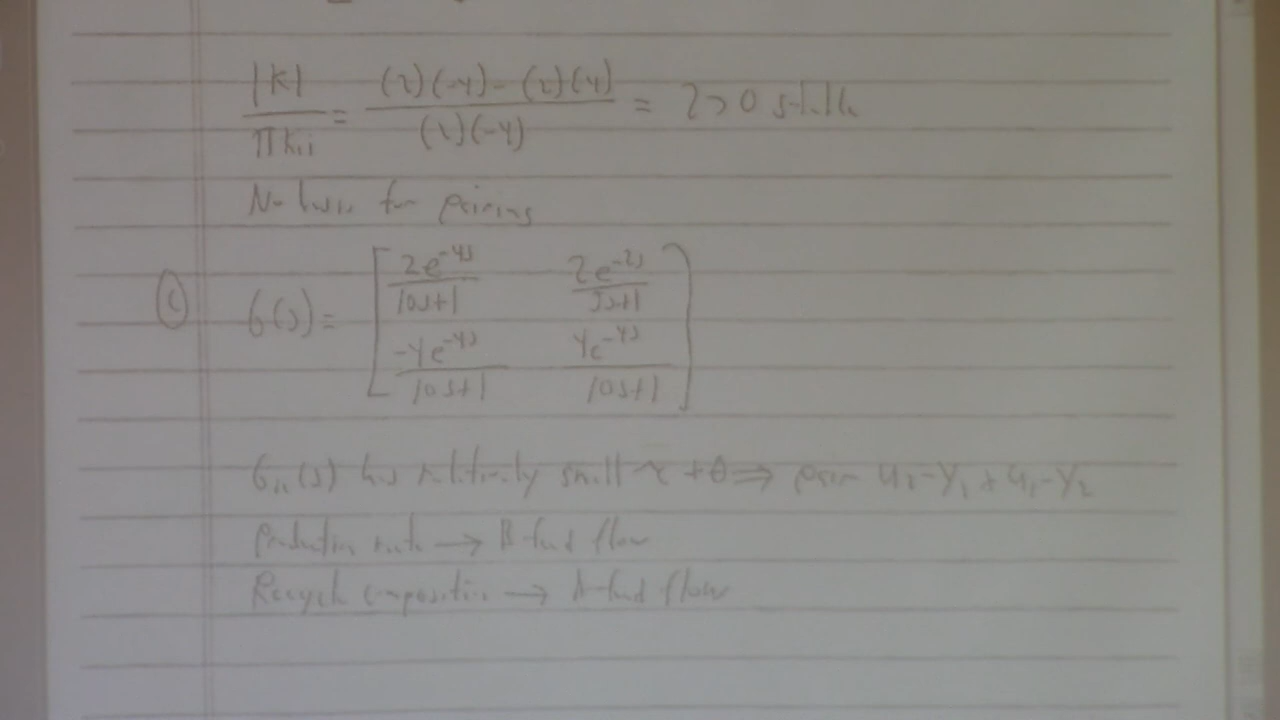 |K| / ΠKii = (2)(-4) - (2)(4) / (2)(-4) = 2>0 stable
No basis for pairing
(c) G(s) = [ 2e^-4s / 10s+1   2e^-2s / 5s+1
-4e^-4s / 10s+1   4e^-4s / 10s+1 ]
G12(s) has relatively small τ + θ ⇒ pair u2-y1 + u1-y2
Production rate → B-feed flow
Recycle composition → A-feed flow